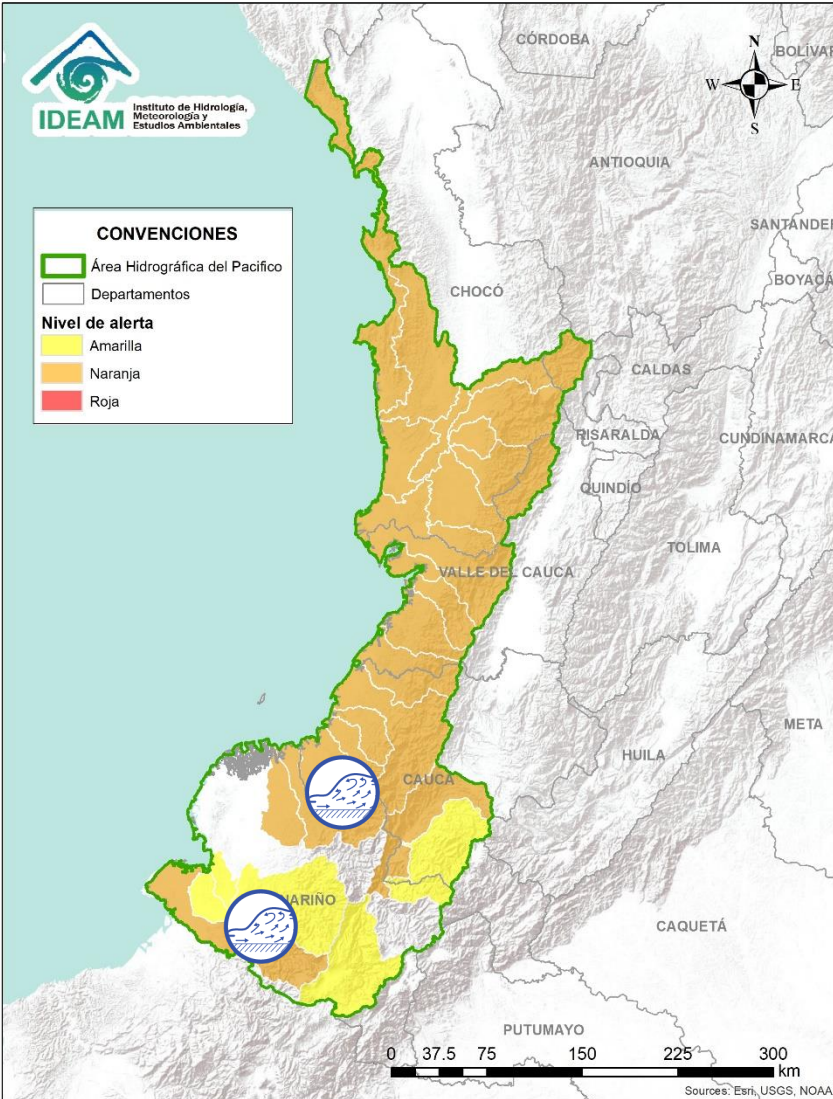 IDEAM
Instituto de Hidrología,
Meteorología y
Estudios Ambientales
CÓRDOBA
BOLÍVAR
N
W
E
S
ANTIOQUIA
SANTANDER
BOYACÁ
CONVENCIONES
Área Hidrográfica del Pacifico
Departamentos
Nivel de alerta
Amarilla
Naranja
Roja
CHOCÓ
CALDAS
RISARALDA
CUNDINAMARCA
QUINDÍO
TOLIMA
VALLE DEL CAUCA
META
HUILA
CAUCA
NARIÑO
CAQUETÁ
PUTUMAYO
0 37.5 75 150 225 300
km
Sources: Esri, USGS, NOAA